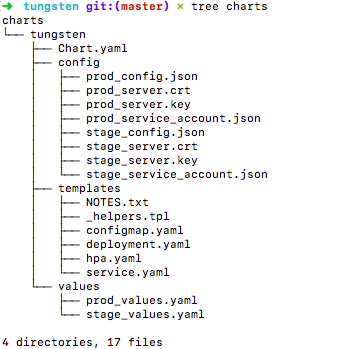 ➜ tungsten git:(master) × tree charts
charts
└── tungsten
    ├── Chart.yaml
    ├── config
    │   ├── prod_config.json
    │   ├── prod_server.crt
    │   ├── prod_server.key
    │   ├── prod_service_account.json
    │   ├── stage_config.json
    │   ├── stage_server.crt
    │   ├── stage_server.key
    │   └── stage_service_account.json
    ├── templates
    │   ├── NOTES.txt
    │   ├── _helpers.tpl
    │   ├── configmap.yaml
    │   ├── deployment.yaml
    │   ├── hpa.yaml
    │   └── service.yaml
    └── values
        ├── prod_values.yaml
        └── stage_values.yaml
4 directories, 17 files